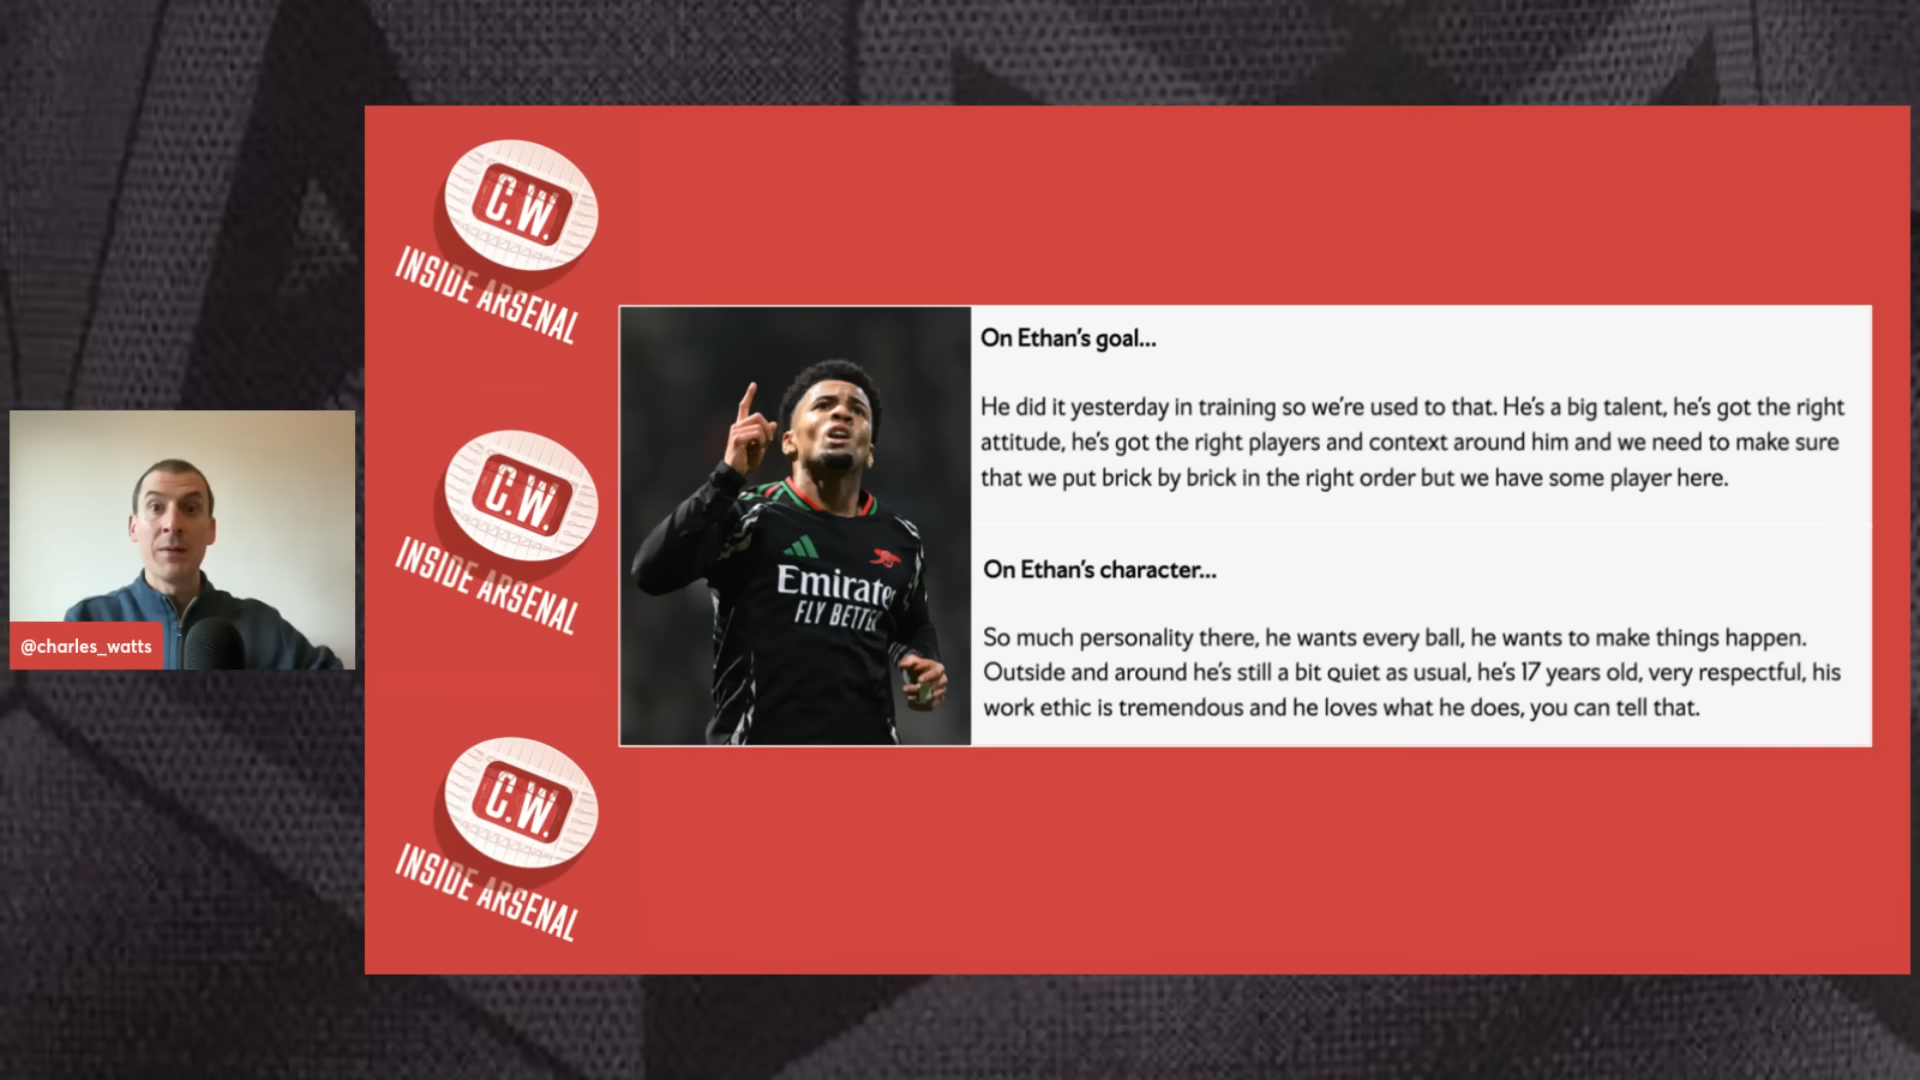 C.W.
INSIDE ARSENAL
C.W.
INSIDE ARSENAL
C.W.
INSIDE ARSENAL
@charles_watts
Emirate
FLY BETTE
On Ethan's goal...
He did it yesterday in training so we're used to that. He's a big talent, he's got the right
attitude, he's got the right players and context around him and we need to make sure
that we put brick by brick in the right order but we have some player here.
On Ethan's character...
So much personality there, he wants every ball, he wants to make things happen.
Outside and around he's still a bit quiet as usual, he's 17 years old, very respectful, his
work ethic is tremendous and he loves what he does, you can tell that.